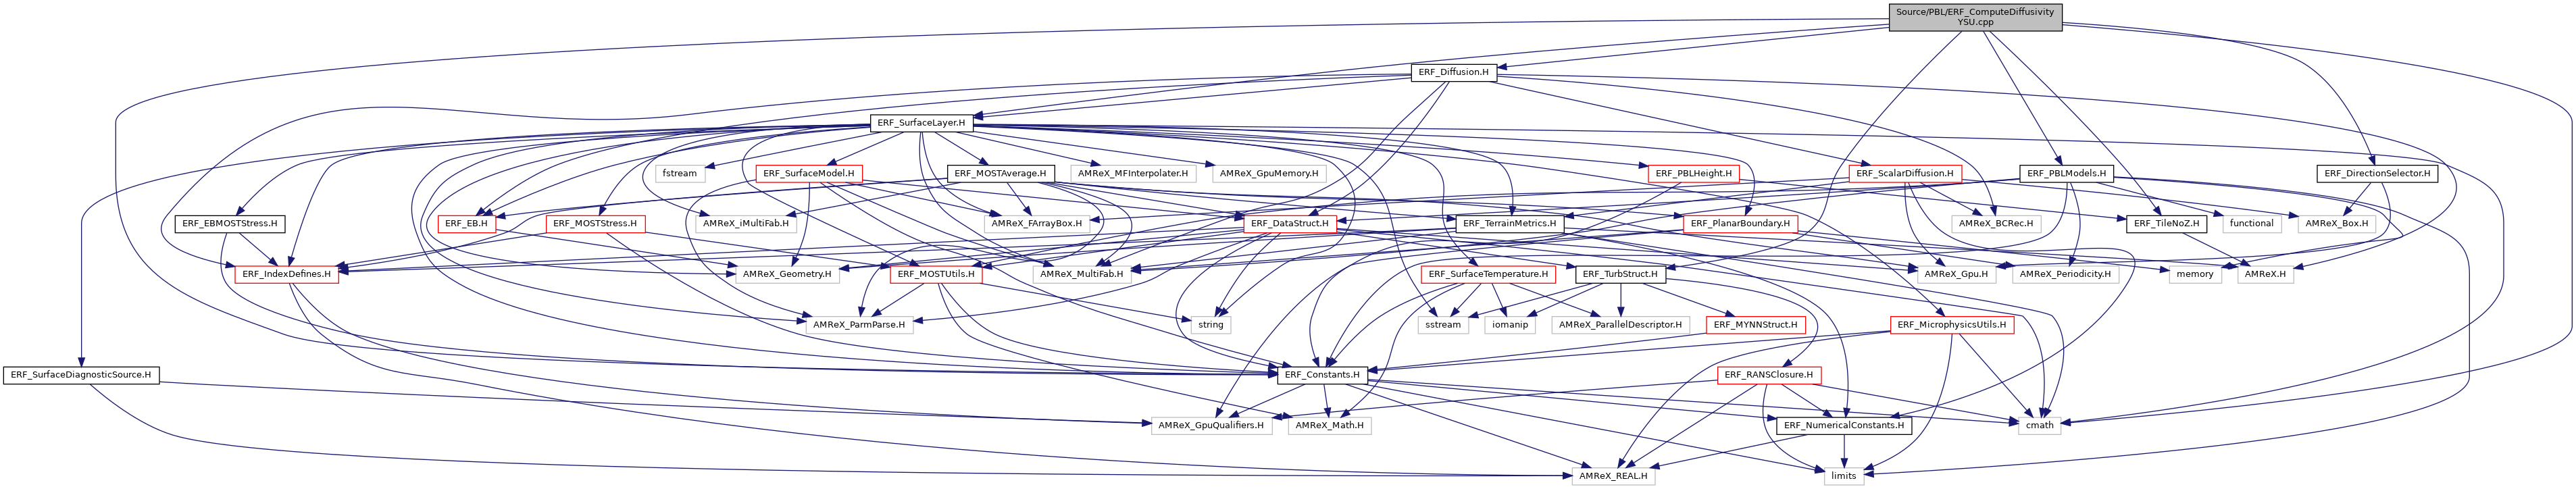 Source/PBL/ERF_ComputeDiffusivity
YSU.cpp
ERF_Diffusion.H
ERF_SurfaceLayer.H
fstream
ERF_SurfaceModel.H
ERF_MOSTAverage.H
AMReX_MFInterpolater.H
AMReX_GpuMemory.H
ERF_PBLHeight.H
ERF_ScalarDiffusion.H
ERF_PBLModels.H
ERF_DirectionSelector.H
ERF_EBMOSTStress.H
ERF_EB.H
ERF_MOSTStress.H
AMReX_iMultiFab.H
AMReX_FArrayBox.H
ERF_DataStruct.H
ERF_TerrainMetrics.H
ERF_PlanarBoundary.H
AMReX_BCRec.H
ERF_TileNoZ.H
functional
AMReX_Box.H
ERF_IndexDefines.H
AMReX_Geometry.H
ERF_MOSTUtils.H
AMReX_MultiFab.H
ERF_SurfaceTemperature.H
ERF_TurbStruct.H
AMReX_Gpu.H
AMReX_Periodicity.H
memory
AMReX.H
AMReX_ParmParse.H
string
sstream
iomanip
AMReX_ParallelDescriptor.H
ERF_MYNNStruct.H
ERF_MicrophysicsUtils.H
ERF_SurfaceDiagnosticSource.H
ERF_Constants.H
ERF_RANSClosure.H
AMReX_GpuQualifiers.H
AMReX_Math.H
ERF_NumericalConstants.H
cmath
AMReX_REAL.H
limits